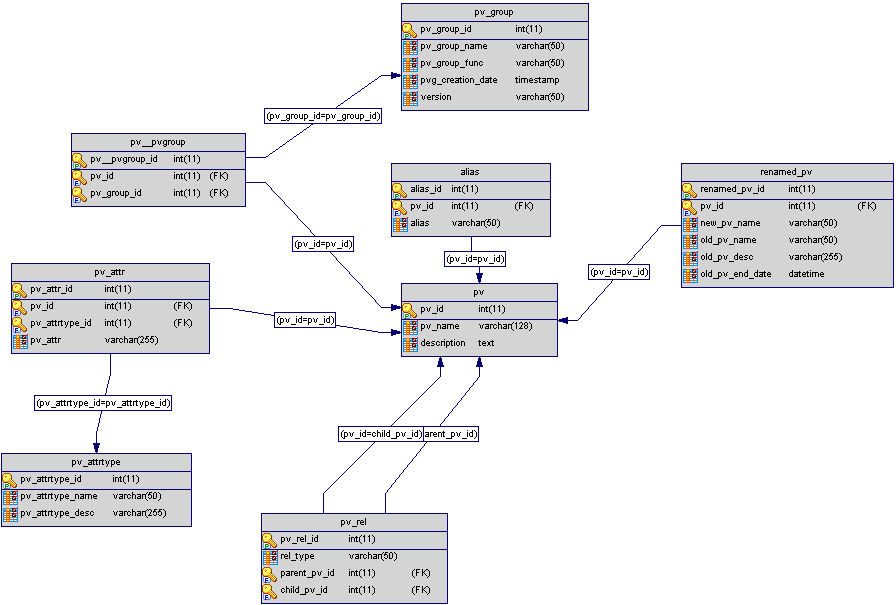 pv_group
pv_group_id int(11)
pv_group_name varchar(50)
pv_group_func varchar(50)
pvg_creation_date timestamp
version varchar(50)
(pv_group_id=pv_group_id)
pv__pvgroup
pv__pvgroup_id int(11)
pv_id int(11) (FK)
pv_group_id int(11) (FK)
alias
alias_id int(11)
pv_id int(11) (FK)
alias varchar(50)
renamed_pv
renamed_pv_id int(11)
pv_id int(11) (FK)
new_pv_name varchar(50)
old_pv_name varchar(50)
old_pv_desc varchar(255)
old_pv_end_date datetime
(pv_id=pv_id)
(pv_id=pv_id)
(pv_id=pv_id)
pv_attr
pv_attr_id int(11)
pv_id int(11) (FK)
pv_attrtype_id int(11) (FK)
pv_attr varchar(255)
(pv_id=pv_id)
pv
pv_id int(11)
pv_name varchar(128)
description text
(pv_attrtype_id=pv_attrtype_id)
(pv_id=child_pv_id) arent_pv_id)
pv_attrtype
pv_attrtype_id int(11)
pv_attrtype_name varchar(50)
pv_attrtype_desc varchar(255)
pv_rel
pv_rel_id int(11)
rel_type varchar(50)
parent_pv_id int(11) (FK)
child_pv_id int(11) (FK)